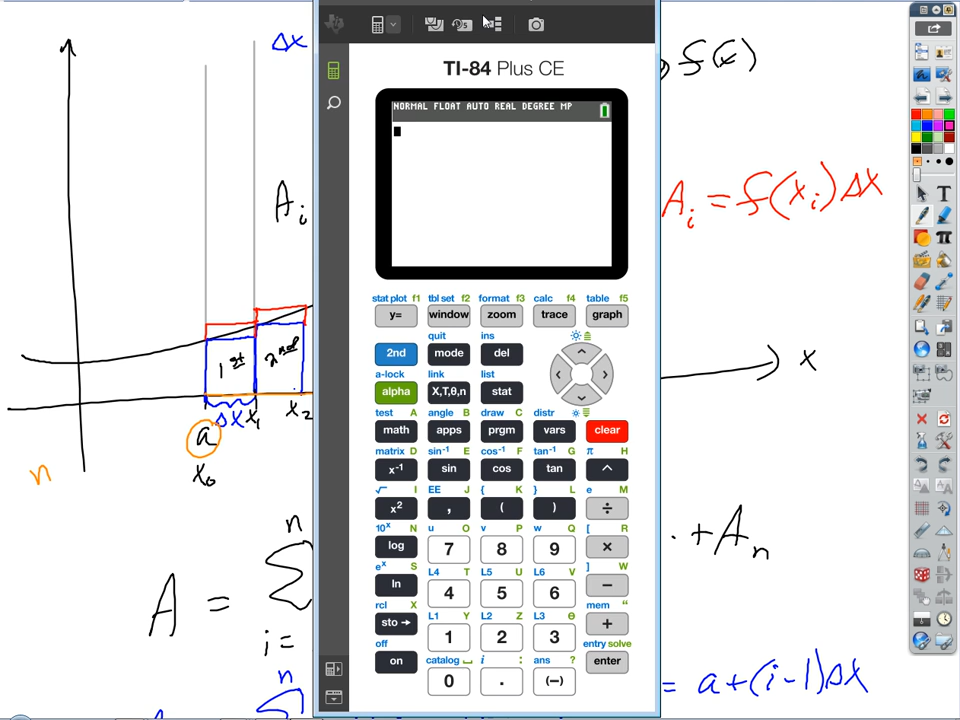 Δx
f(x)
TI-84 Plus CE
NORMAL FLOAT AUTO REAL DEGREE MP
A_i
A_i = f(x_i)Δx
stat plot f1 tbl set f2 format f3 calc f4 table f5
y= window zoom trace graph
quit ins
2nd mode del
a-lock link list
alpha X,T,θ,n stat
test A angle B draw C distr
math apps prgm vars clear
matrix D sin⁻¹ E cos⁻¹ F tan⁻¹ G π H
x⁻¹ sin cos tan ^
√ I EE J { K } L e M
x² , ( ) ÷
10ˣ N u O v P w Q [ R
log 7 8 9 ×
eˣ S L4 T L5 U L6 V ] W
ln 4 5 6 −
rcl X L1 Y L2 Z L3 θ mem "
sto→ 1 2 3 +
off catalog i : ans ? entry solve
on 0 . (−) enter
1st 2nd
x
Δx x₁ x₂
a
x₀
n
n
A = Σ
i =
. + A_n
n
= a+(i-1)Δx
T
π